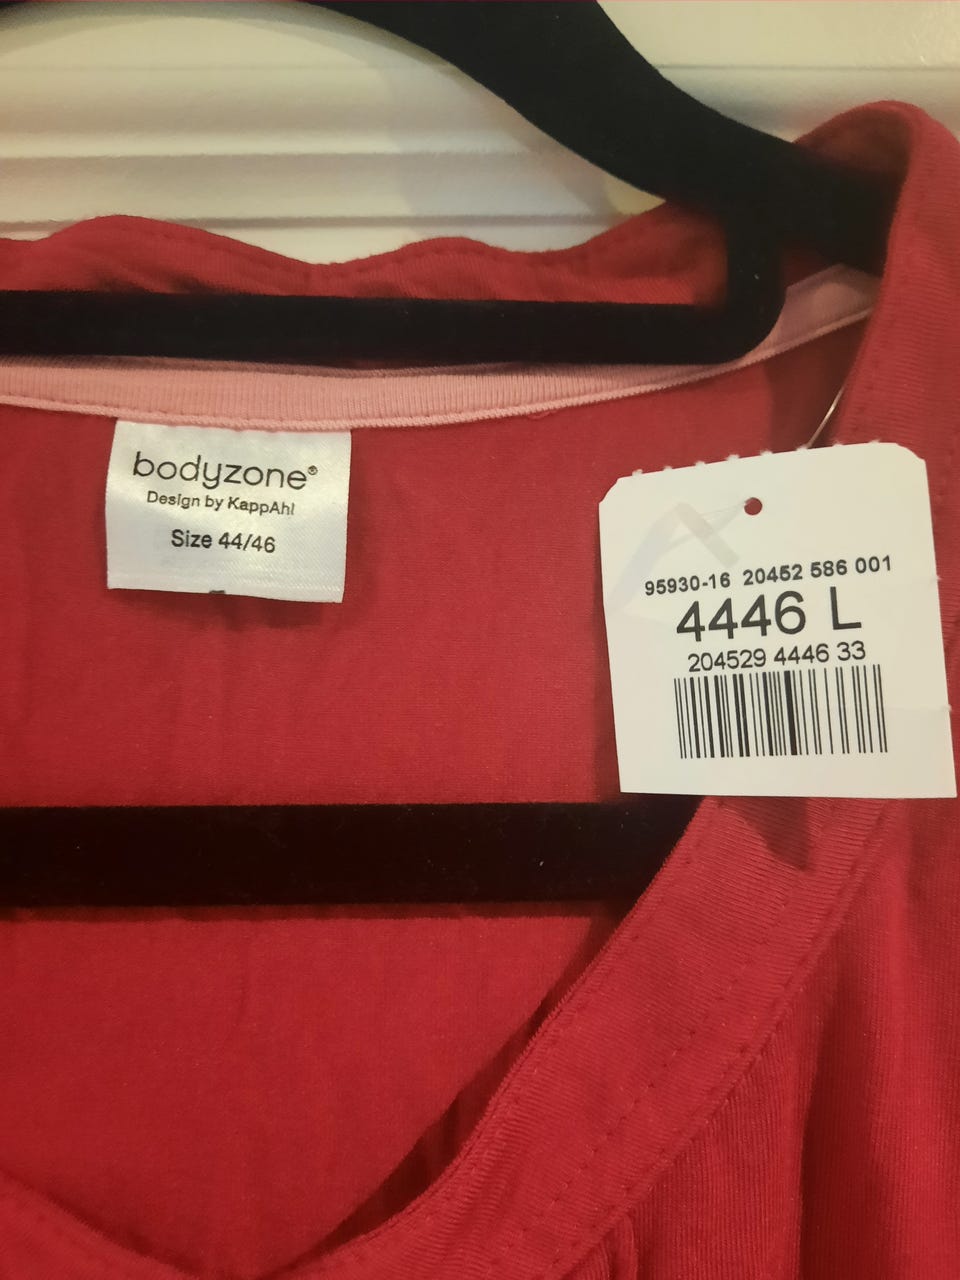 bodyzone®
Design by KappAhl
Size 44/46
95930-16 20452 586 001
4446 L
204529 4446 33